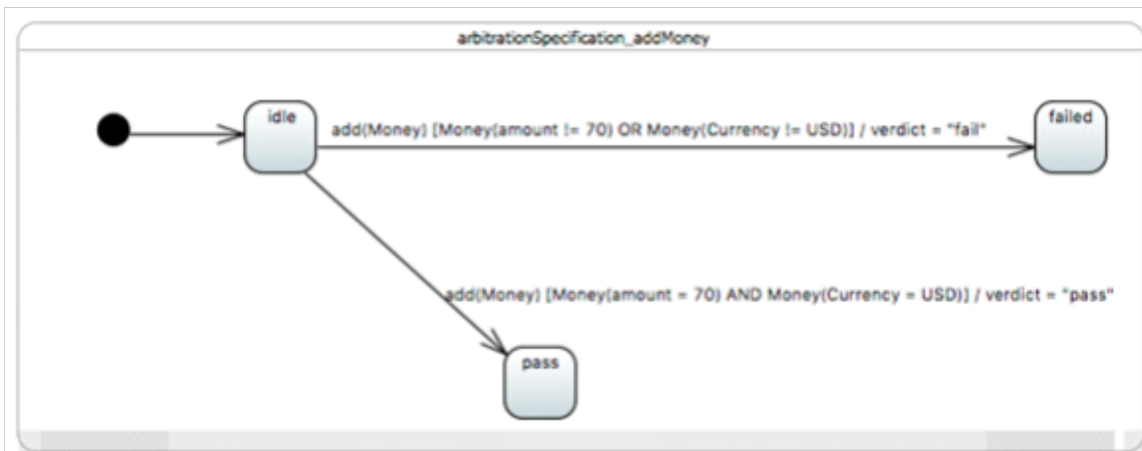 arbitrationSpecification_addMoney
idle
add(Money) [Money(amount != 70) OR Money(Currency != USD)] / verdict = "fail"
failed
add(Money) [Money(amount = 70) AND Money(Currency = USD)] / verdict = "pass"
pass